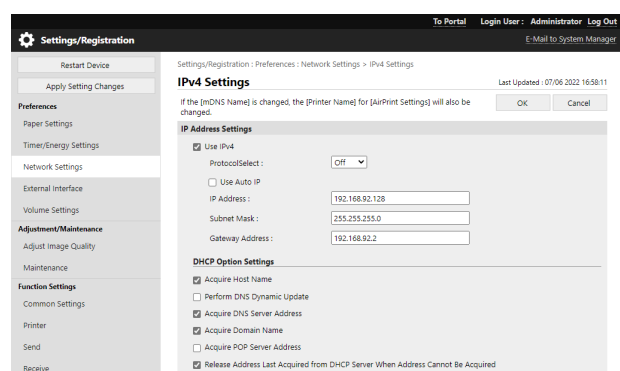 To Portal Login User : Administrator Log Out
Settings/Registration
E-Mail to System Manager
Restart Device
Apply Setting Changes
Preferences
Paper Settings
Timer/Energy Settings
Network Settings
External Interface
Volume Settings
Adjustment/Maintenance
Adjust Image Quality
Maintenance
Function Settings
Common Settings
Printer
Send
Receive
Settings/Registration : Preferences : Network Settings > IPv4 Settings
IPv4 Settings
Last Updated : 07/06 2022 16:58:11
If the [mDNS Name] is changed, the [Printer Name] for [AirPrint Settings] will also be
changed.
OK Cancel
IP Address Settings
Use IPv4
ProtocolSelect : Off
Use Auto IP
IP Address : 192.168.92.128
Subnet Mask : 255.255.255.0
Gateway Address : 192.168.92.2
DHCP Option Settings
Acquire Host Name
Perform DNS Dynamic Update
Acquire DNS Server Address
Acquire Domain Name
Acquire POP Server Address
Release Address Last Acquired from DHCP Server When Address Cannot Be Acquired